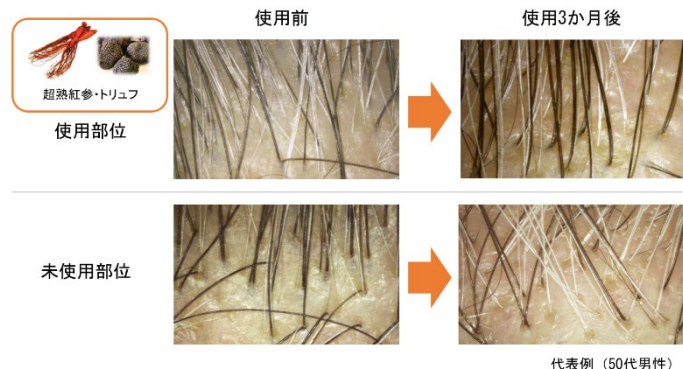 使用前
使用3か月後
超熟紅参・トリュフ
使用部位
未使用部位
代表例（50代男性）